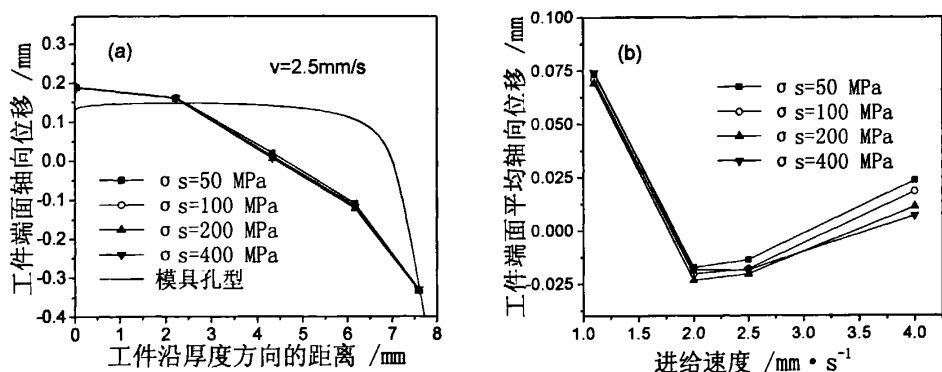 (a)
v=2.5mm/s
工件端面轴向位移 /mm
0.3
0.2
0.1
0.0
-0.1
-0.2
-0.3
-0.4
σ s=50 MPa
σ s=100 MPa
σ s=200 MPa
σ s=400 MPa
模具孔型
0 1 2 3 4 5 6 7 8
工件沿厚度方向的距离 /mm
(b)
工件端面平均轴向位移 /mm
0.100
0.075
0.050
0.025
0.000
-0.025
σ s=50 MPa
σ s=100 MPa
σ s=200 MPa
σ s=400 MPa
1.0 1.5 2.0 2.5 3.0 3.5 4.0
进给速度 /mm·s⁻¹